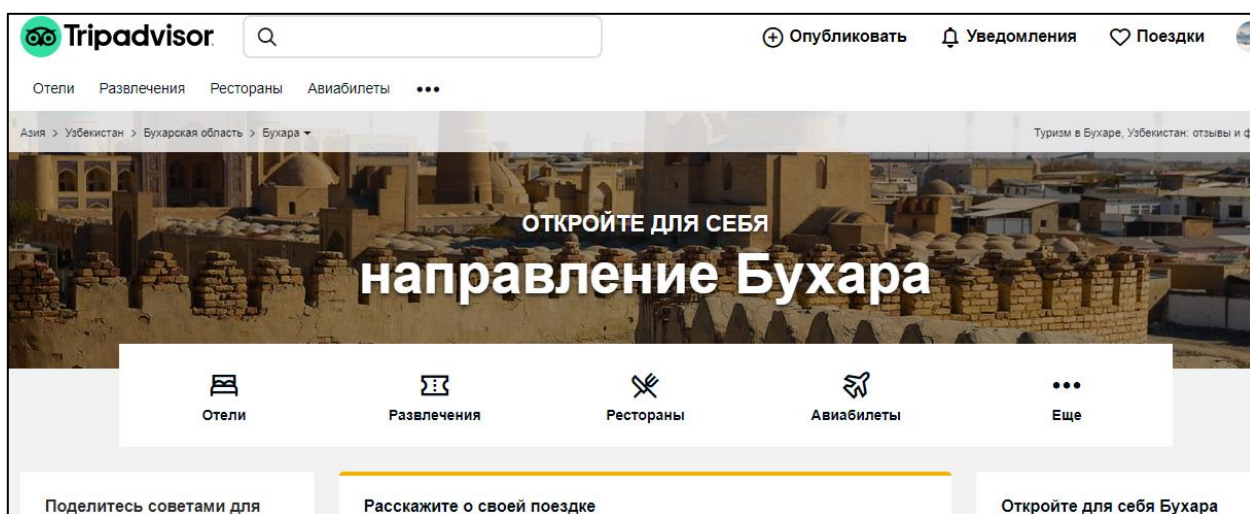 Tripadvisor
Опубликовать
Уведомления
Поездки
Отели Развлечения Рестораны Авиабилеты •••
Азия > Узбекистан > Бухарская область > Бухара
Туризм в Бухаре, Узбекистан: отзывы и ф
ОТКРОЙТЕ ДЛЯ СЕБЯ
направление Бухара
Отели
Развлечения
Рестораны
Авиабилеты
Еще
Поделитесь советами для
Расскажите о своей поездке
Откройте для себя Бухара